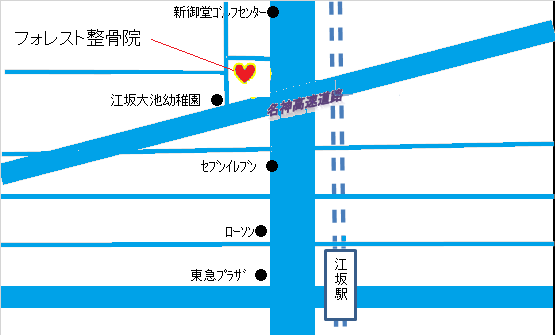 新御堂ｺﾞﾙﾌｾﾝﾀｰ
フォレスト整骨院
江坂大池幼稚園
名神高速道路
ｾﾌﾞﾝｲﾚﾌﾞﾝ
ﾛｰｿﾝ
東急ﾌﾟﾗｻﾞ
江坂駅